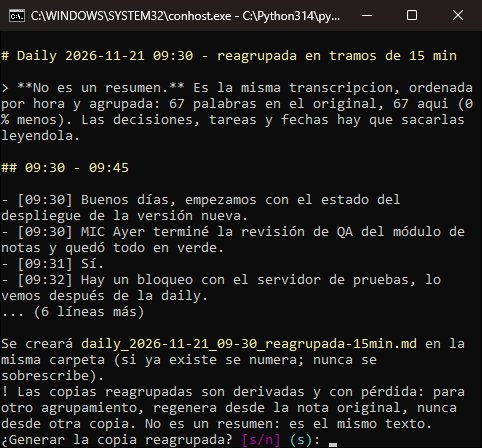 C:\WINDOWS\SYSTEM32\conhost.exe - C:\Python314\py...
# Daily 2026-11-21 09:30 - reagrupada en tramos de 15 min
> **No es un resumen.** Es la misma transcripcion, ordenada
por hora y agrupada: 67 palabras en el original, 67 aqui (0
% menos). Las decisiones, tareas y fechas hay que sacarlas
leyendola.
## 09:30 - 09:45
- [09:30] Buenos días, empezamos con el estado del
despliegue de la versión nueva.
- [09:30] MIC Ayer terminé la revisión de QA del módulo de
notas y quedó todo en verde.
- [09:31] Sí.
- [09:32] Hay un bloqueo con el servidor de pruebas, lo
vemos después de la daily.
... (6 líneas más)
Se creará daily_2026-11-21_09-30_reagrupada-15min.md en la
misma carpeta (si ya existe se numera; nunca se
sobrescribe).
! Las copias reagrupadas son derivadas y con pérdida: para
otro agrupamiento, regenera desde la nota original, nunca
desde otra copia. No es un resumen: es el mismo texto.
¿Generar la copia reagrupada? [s/n] (s):